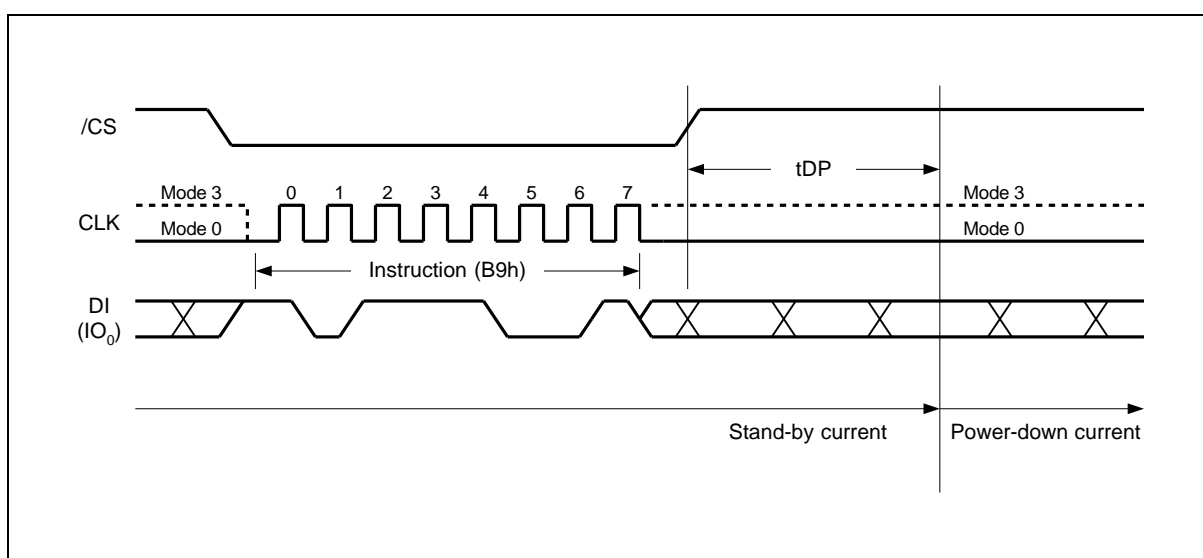 /CS
tDP
Mode 3 0 1 2 3 4 5 6 7 Mode 3
CLK
Mode 0 Mode 0
Instruction (B9h)
DI
(IO₀)
Stand-by current Power-down current